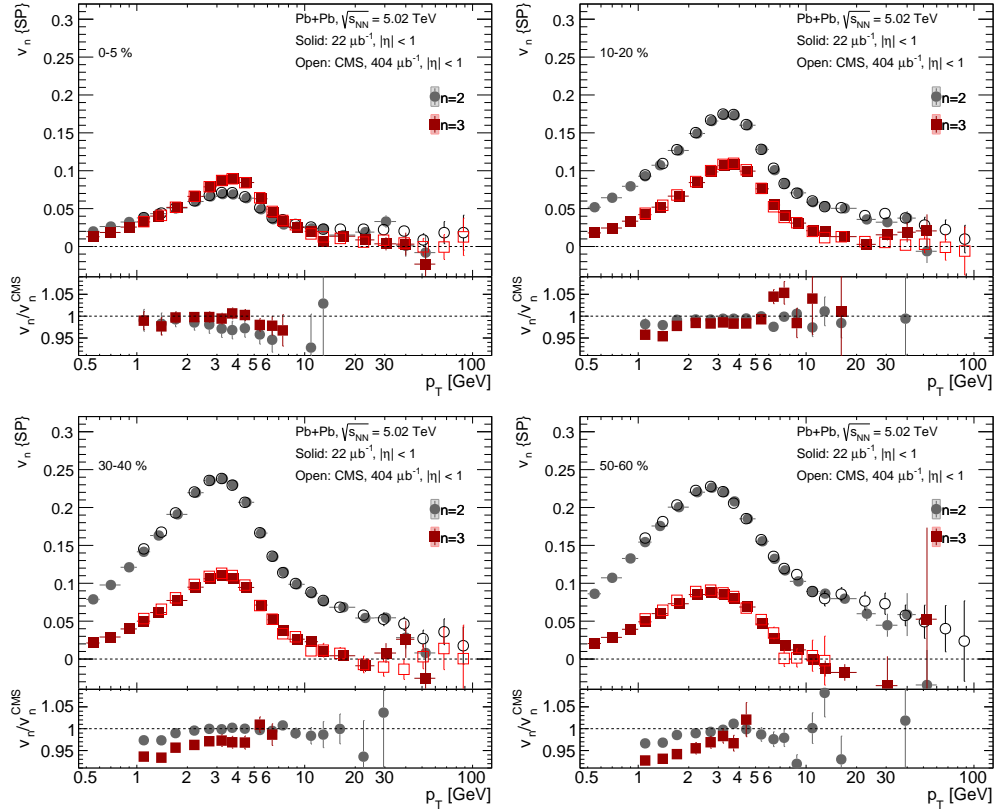 v_n {SP}
0.3
0.25
0.2
0.15
0.1
0.05
0
Pb+Pb, √s_NN = 5.02 TeV
Solid: 22 μb⁻¹, |η| < 1
Open: CMS, 404 μb⁻¹, |η| < 1
0-5 %
n=2
n=3
v_n/v_n^CMS
1.05
1
0.95
0.5 1 2 3 4 5 6 10 20 30 100
p_T [GeV]
v_n {SP}
0.3
0.25
0.2
0.15
0.1
0.05
0
Pb+Pb, √s_NN = 5.02 TeV
Solid: 22 μb⁻¹, |η| < 1
Open: CMS, 404 μb⁻¹, |η| < 1
10-20 %
n=2
n=3
v_n/v_n^CMS
1.05
1
0.95
0.5 1 2 3 4 5 6 10 20 30 100
p_T [GeV]
v_n {SP}
0.3
0.25
0.2
0.15
0.1
0.05
0
Pb+Pb, √s_NN = 5.02 TeV
Solid: 22 μb⁻¹, |η| < 1
Open: CMS, 404 μb⁻¹, |η| < 1
30-40 %
n=2
n=3
v_n/v_n^CMS
1.05
1
0.95
0.5 1 2 3 4 5 6 10 20 30 100
p_T [GeV]
v_n {SP}
0.3
0.25
0.2
0.15
0.1
0.05
0
Pb+Pb, √s_NN = 5.02 TeV
Solid: 22 μb⁻¹, |η| < 1
Open: CMS, 404 μb⁻¹, |η| < 1
50-60 %
n=2
n=3
v_n/v_n^CMS
1.05
1
0.95
0.5 1 2 3 4 5 6 10 20 30 100
p_T [GeV]